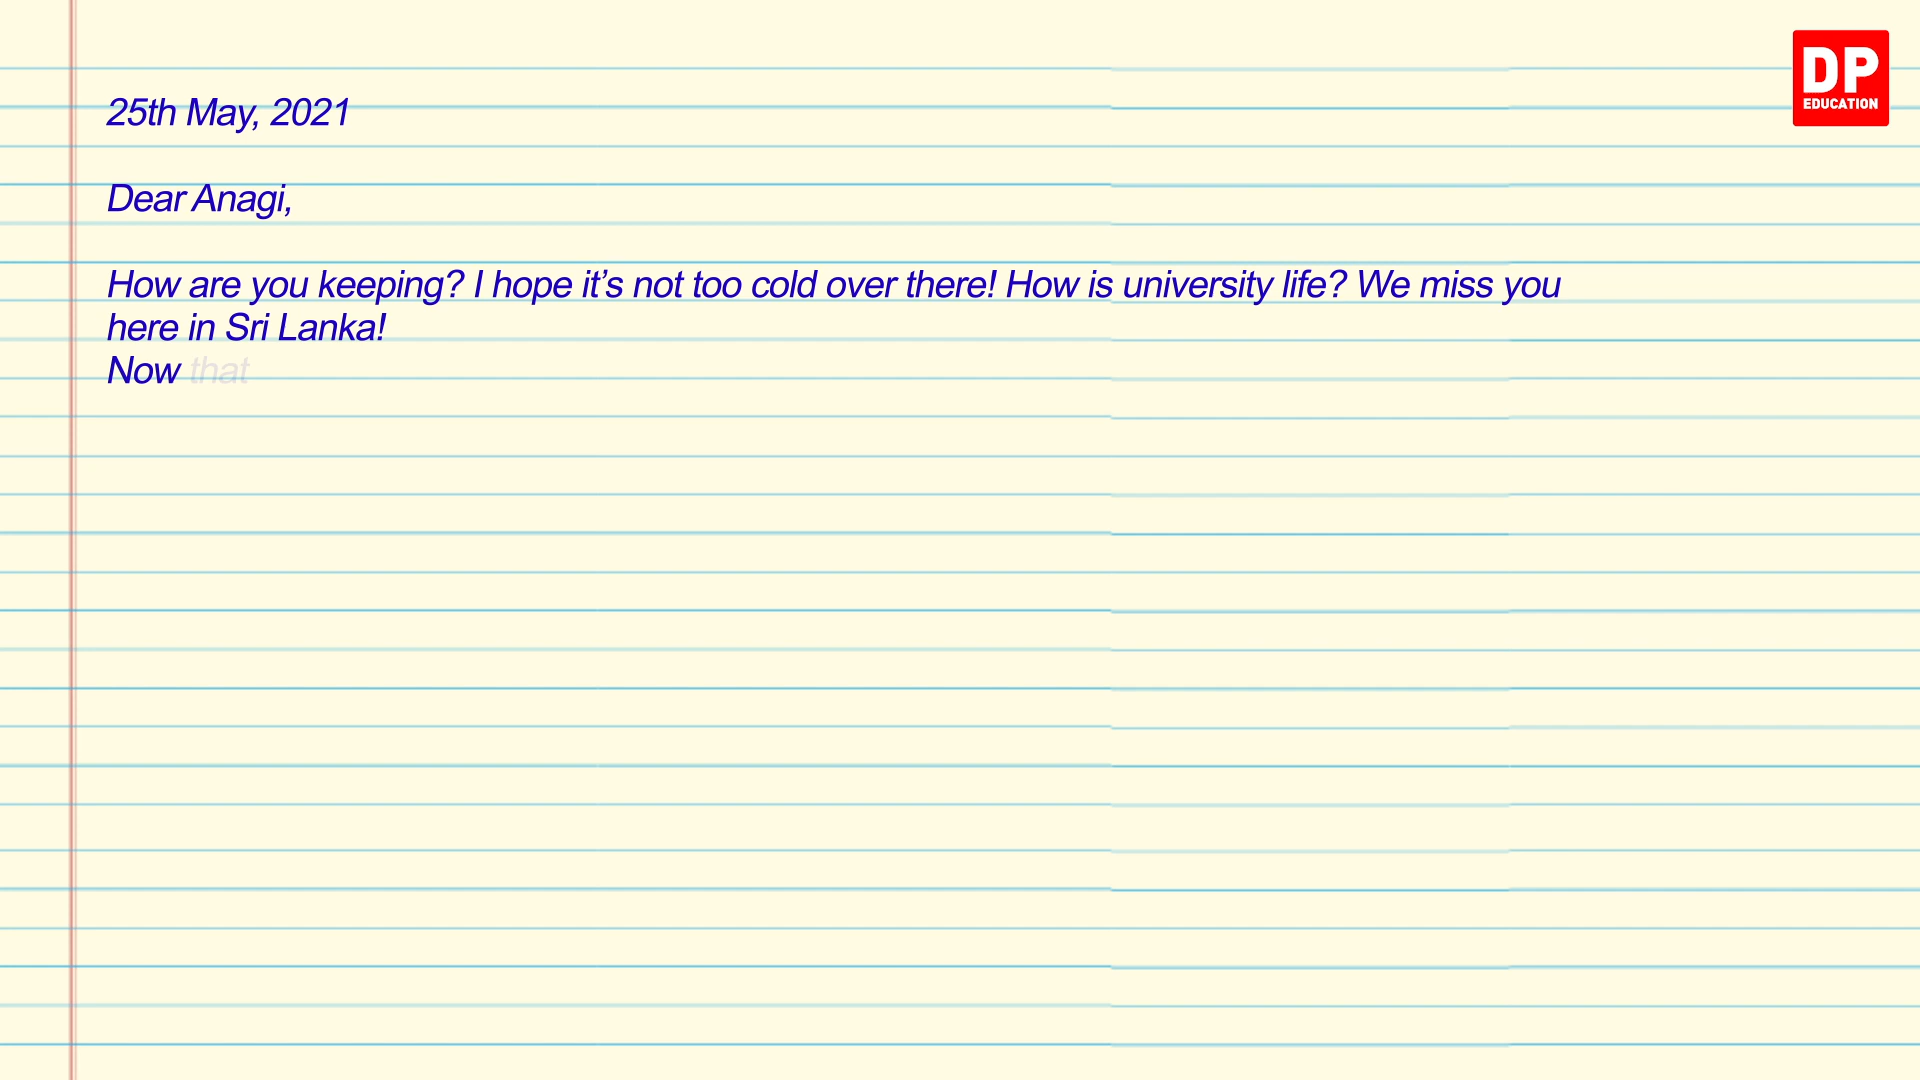 DP
EDUCATION
25th May, 2021
Dear Anagi,
How are you keeping? I hope it’s not too cold over there! How is university life? We miss you
here in Sri Lanka!
Now that